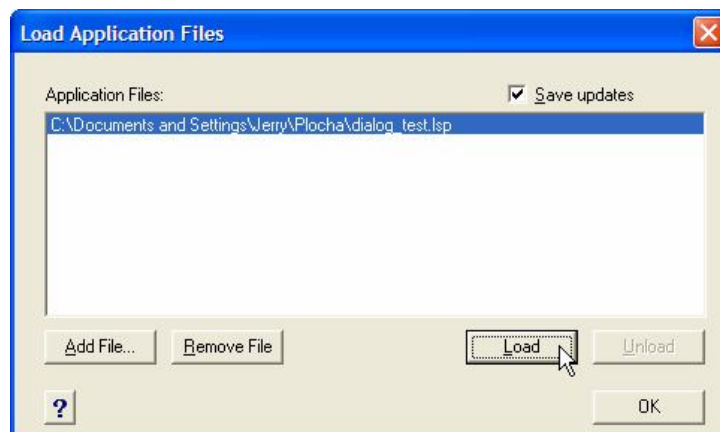 Load Application Files
Application Files:
Save updates
C:\Documents and Settings\Jerry\Plocha\dialog_test.lsp
Add File...
Remove File
Load
Unload
?
OK